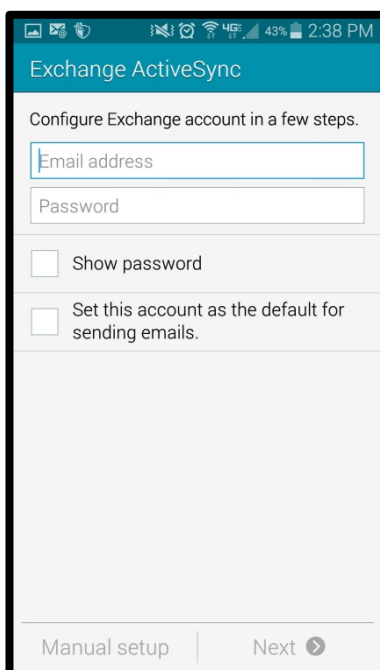 4GE 43% 2:38 PM
Exchange ActiveSync
Configure Exchange account in a few steps.
Email address
Password
Show password
Set this account as the default for
sending emails.
Manual setup
Next